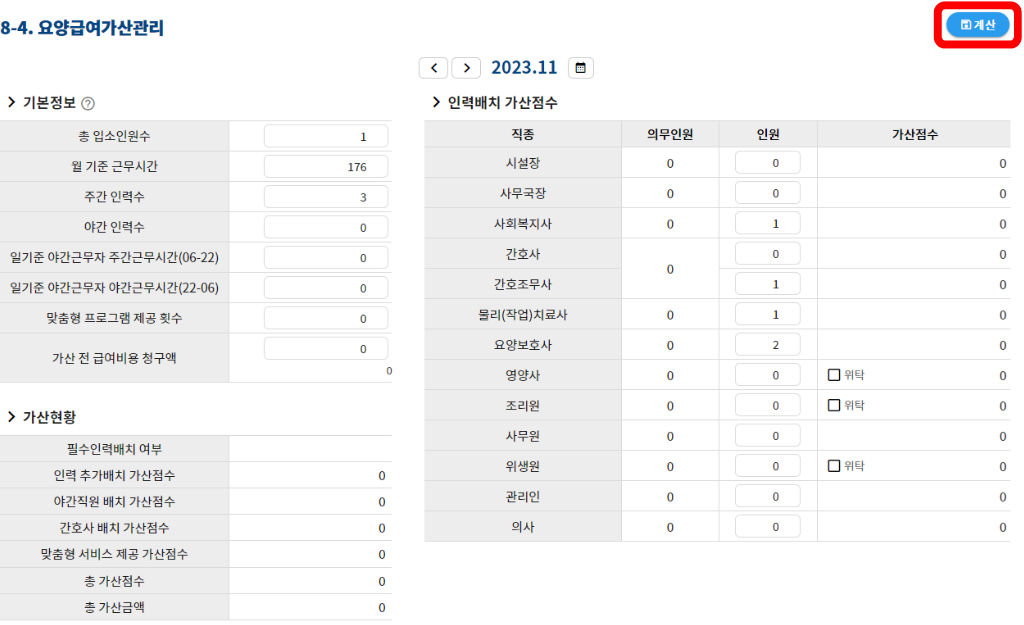 8-4. 요양급여가산관리
계산
2023.11
기본정보
총 입소인원수 1
월 기준 근무시간 176
주간 인력수 3
야간 인력수 0
일기준 야간근무자 주간근무시간(06-22) 0
일기준 야간근무자 야간근무시간(22-06) 0
맞춤형 프로그램 제공 횟수 0
가산 전 급여비용 청구액 0
0
가산현황
필수인력배치 여부
인력 추가배치 가산점수 0
야간직원 배치 가산점수 0
간호사 배치 가산점수 0
맞춤형 서비스 제공 가산점수 0
총 가산점수 0
총 가산금액 0
인력배치 가산점수
직종 의무인원 인원 가산점수
시설장 0 0 0
사무국장 0 0 0
사회복지사 0 1 0
간호사 0 0
0
간호조무사 1 0
물리(작업)치료사 0 1 0
요양보호사 0 2 0
영양사 0 0 위탁 0
조리원 0 0 위탁 0
사무원 0 0 0
위생원 0 0 위탁 0
관리인 0 0 0
의사 0 0 0